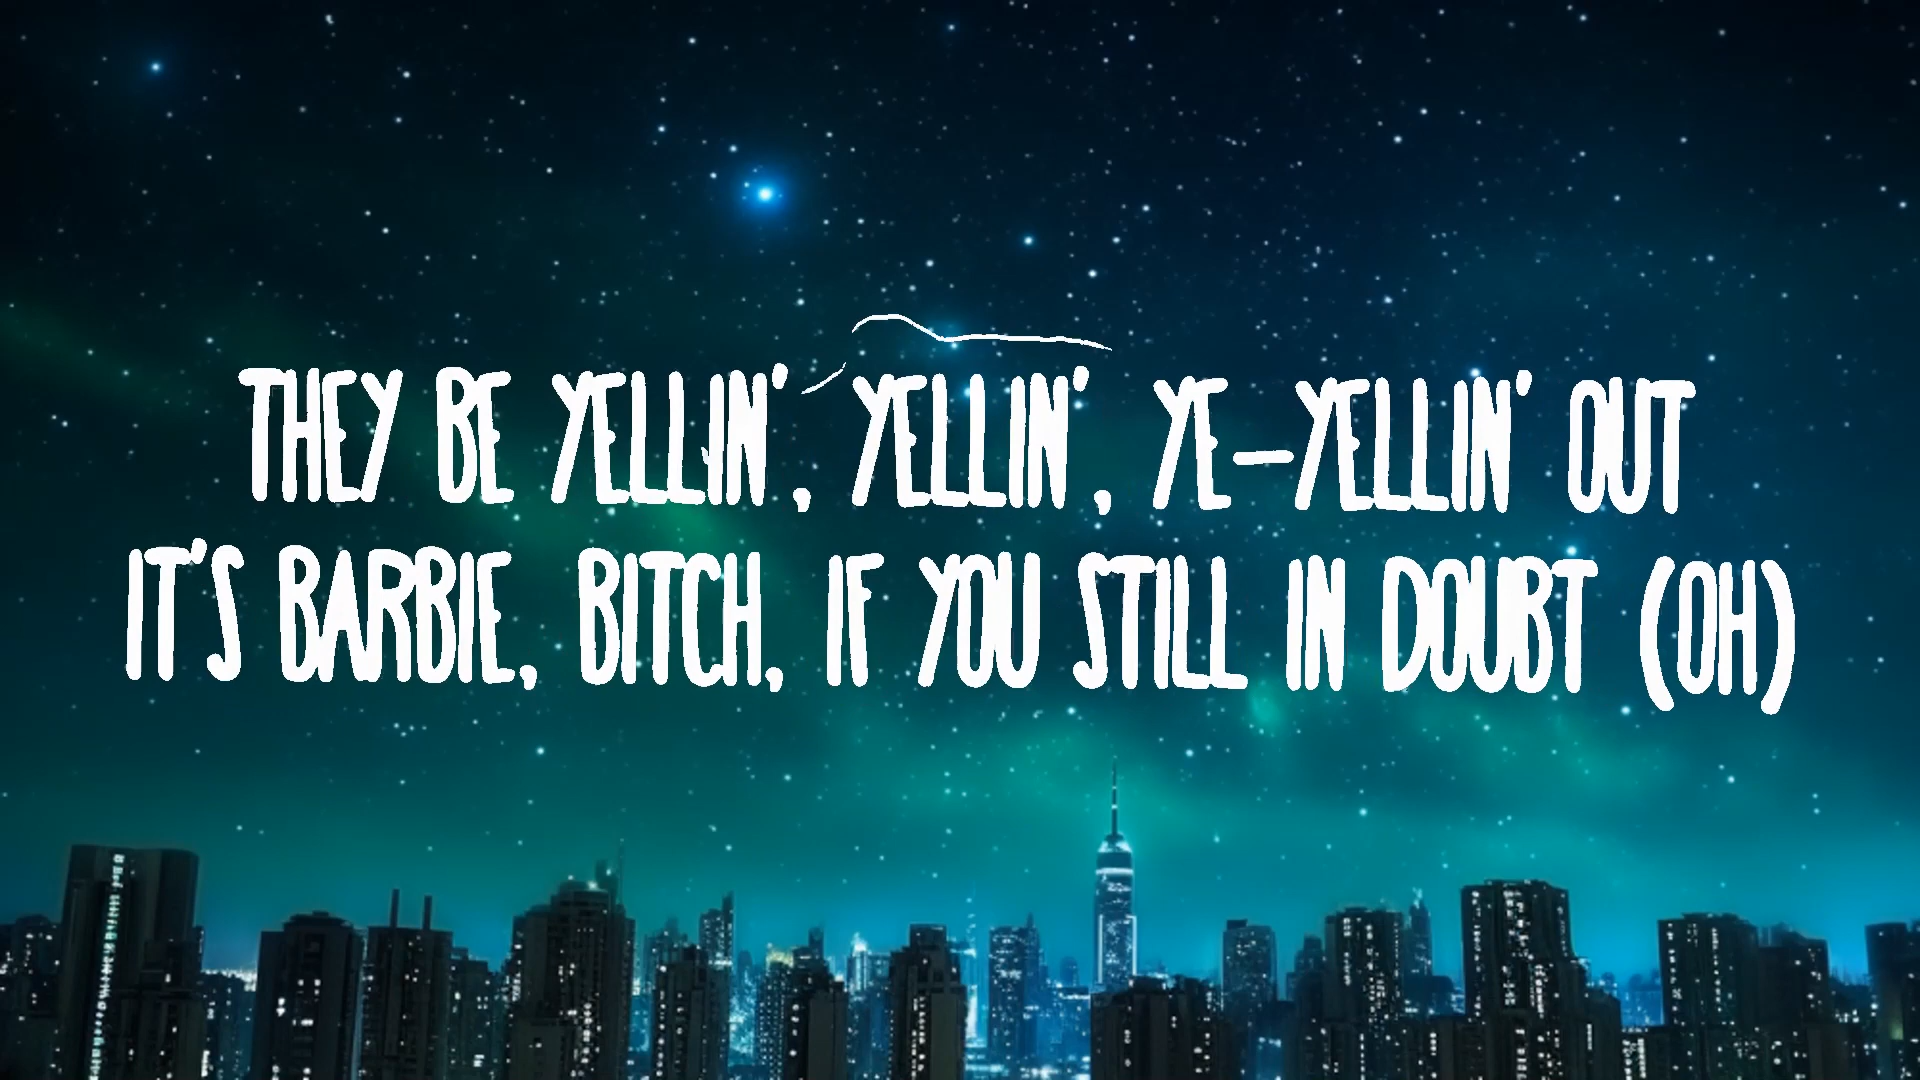 THEY BE YELLIN', YELLIN', YE-YELLIN' OUT
IT'S BARBIE, BITCH, IF YOU STILL IN DOUBT (OH)